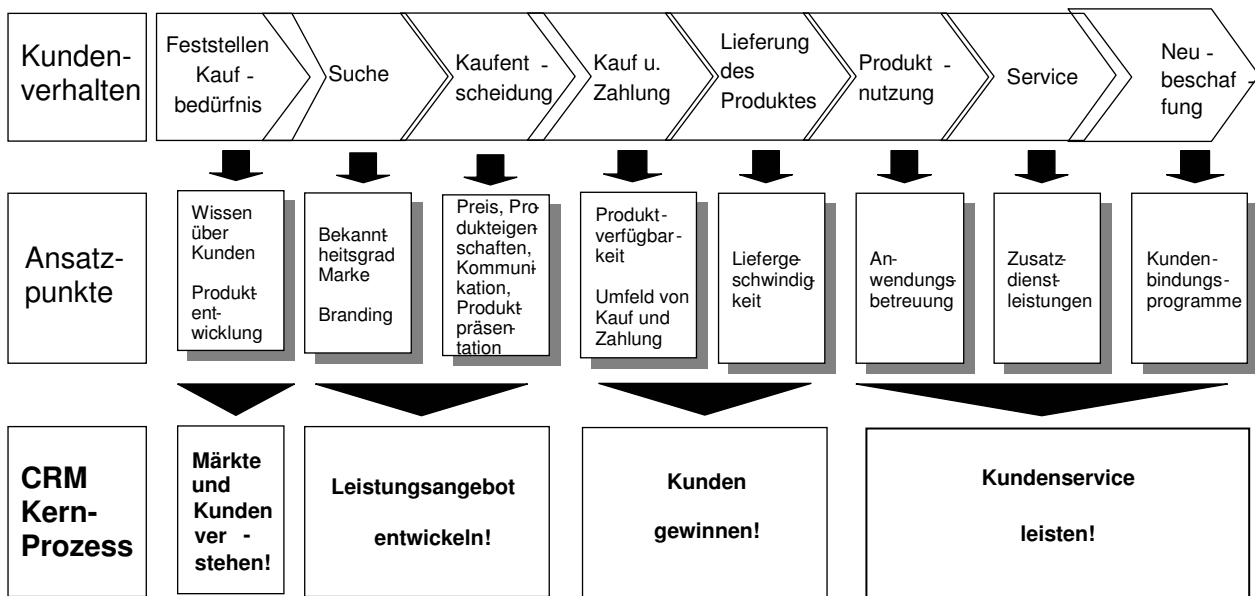 Kunden-
verhalten
Feststellen
Kauf -
bedürfnis
Suche
Kaufent -
scheidung
Kauf u.
Zahlung
Lieferung
des
Produktes
Produkt -
nutzung
Service
Neu -
beschaf -
fung
Ansatz-
punkte
Wissen
über
Kunden
Produkt-
ent-
wicklung
Bekannt-
heitsgrad
Marke
Branding
Preis, Pro-
dukteigen-
schaften,
Kommuni-
kation,
Produkt-
präsen-
tation
Produkt-
verfügbar-
keit
Umfeld von
Kauf und
Zahlung
Lieferge-
schwindig-
keit
An-
wendungs-
betreuung
Zusatz-
dienst-
leistungen
Kunden-
bindungs-
programme
CRM
Kern-
Prozess
Märkte
und
Kunden
ver -
stehen!
Leistungsangebot
entwickeln!
Kunden
gewinnen!
Kundenservice
leisten!